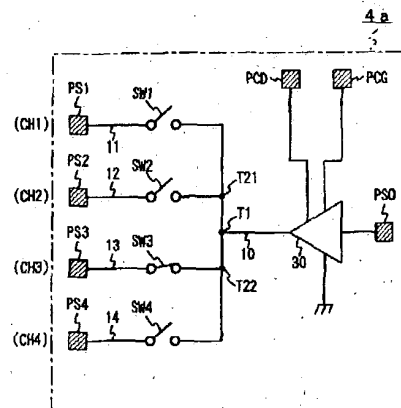 4a
PCD
PCG
PS1
SW1
(CH1)
11
PS2
SW2
(CH2)
12
T21
T1
PS0
PS3
SW3
(CH3)
13
10
30
T22
PS4
SW4
(CH4)
14